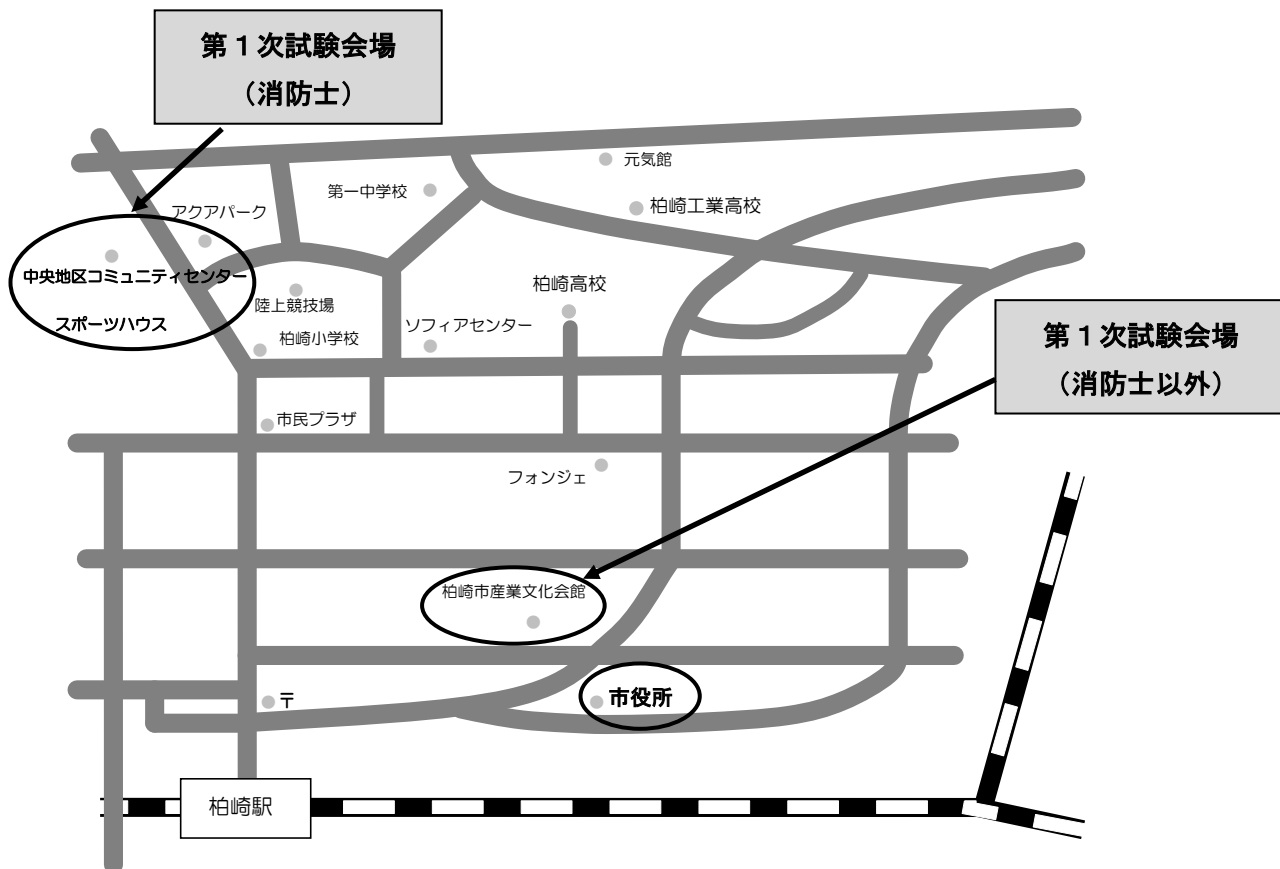 第１次試験会場
（消防士）
元気館
第一中学校
柏崎工業高校
アクアパーク
中央地区コミュニティセンター
スポーツハウス
陸上競技場
柏崎高校
柏崎小学校
ソフィアセンター
第１次試験会場
（消防士以外）
市民プラザ
フォンジェ
柏崎市産業文化会館
〒
市役所
柏崎駅